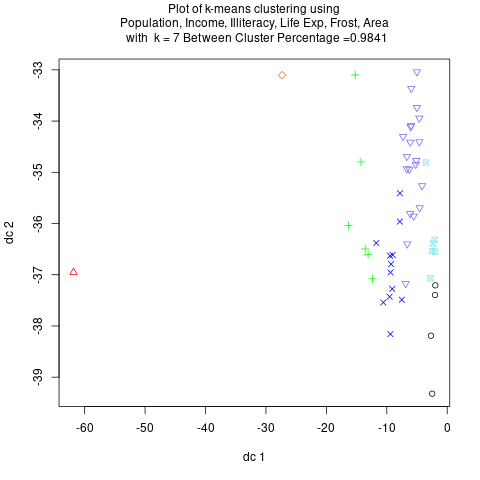 Plot of k-means clustering using
Population, Income, Illiteracy, Life Exp, Frost, Area
with k = 7 Between Cluster Percentage =0.9841
-33
-34
-35
-36
-37
-38
-39
dc 2
-60
-50
-40
-30
-20
-10
0
dc 1